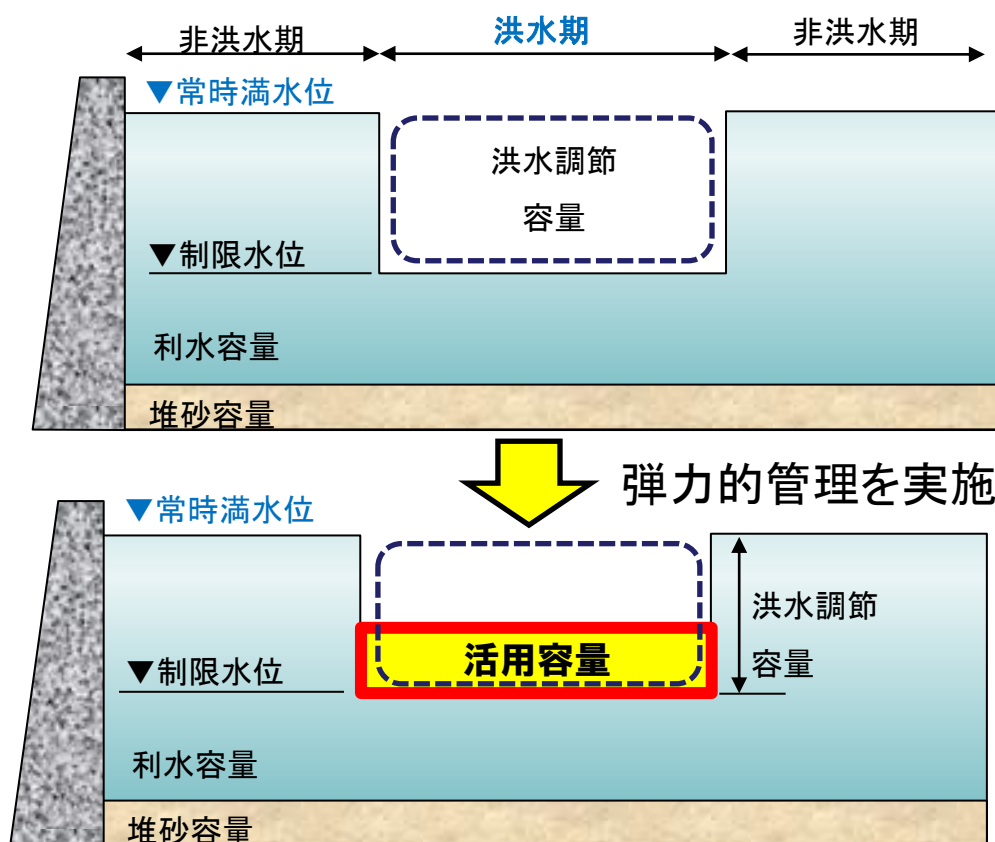 非洪水期
洪水期
非洪水期
▼常時満水位
洪水調節
容量
▼制限水位
利水容量
堆砂容量
弾力的管理を実施
▼常時満水位
洪水調節
容量
活用容量
▼制限水位
利水容量
堆砂容量